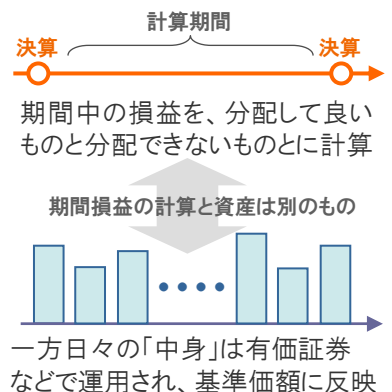 計算期間
決算 決算
期間中の損益を、分配して良い
ものと分配できないものとに計算
期間損益の計算と資産は別のもの
一方日々の「中身」は有価証券
などで運用され、基準価額に反映